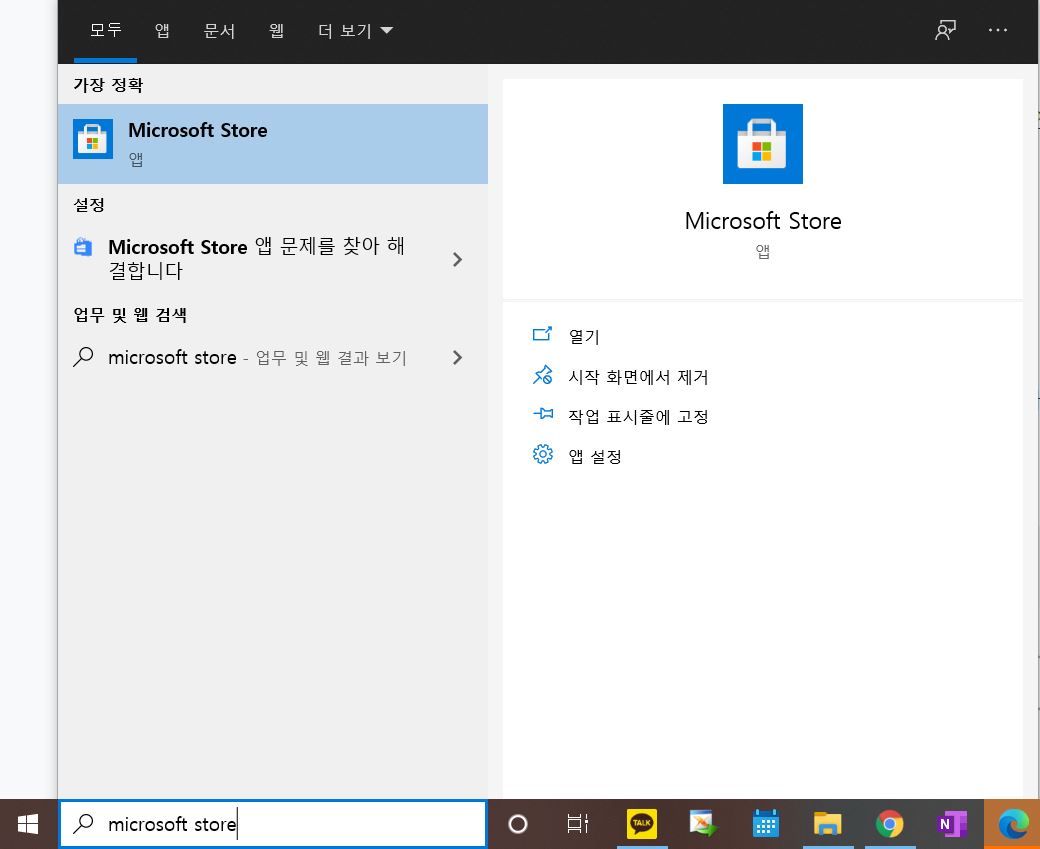 모두 앱 문서 웹 더 보기
가장 정확
Microsoft Store
앱
설정
Microsoft Store 앱 문제를 찾아 해
결합니다
업무 및 웹 검색
microsoft store - 업무 및 웹 결과 보기
Microsoft Store
앱
열기
시작 화면에서 제거
작업 표시줄에 고정
앱 설정
microsoft store
TALK
N